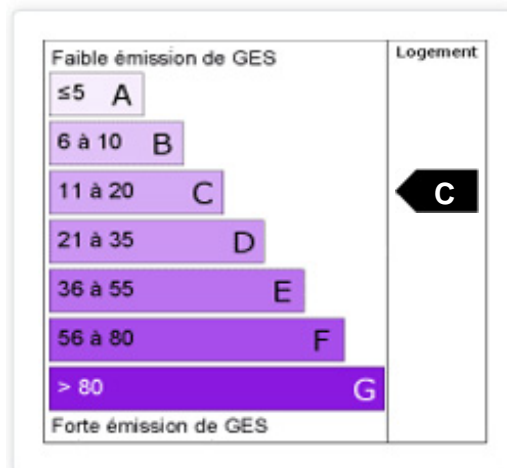 Faible émission de GES
Logement
≤5 A
6 à 10 B
11 à 20 C
C
21 à 35 D
36 à 55 E
56 à 80 F
> 80 G
Forte émission de GES